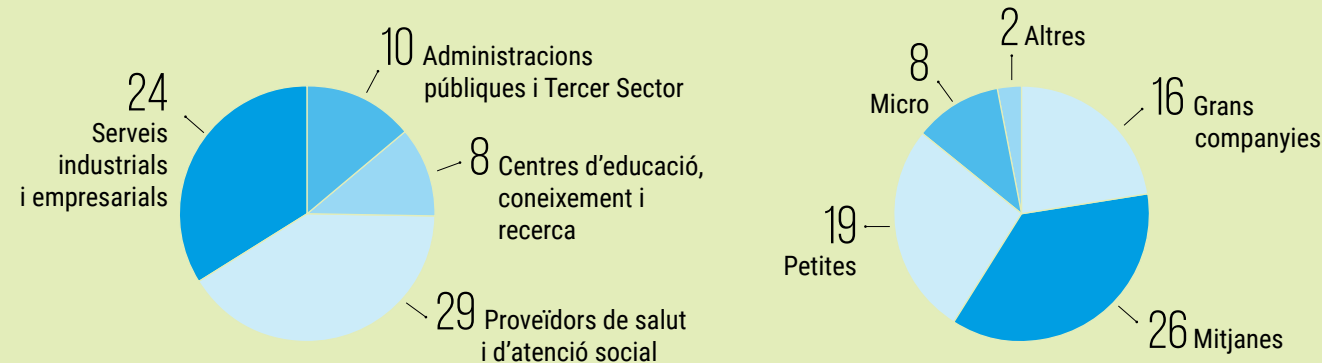 10 Administracions
públiques i Tercer Sector
8 Centres d’educació,
coneixement i
recerca
29 Proveïdors de salut
i d’atenció social
24
Serveis
industrials
i empresarials
2 Altres
16 Grans
companyies
26 Mitjanes
19
Petites
8
Micro